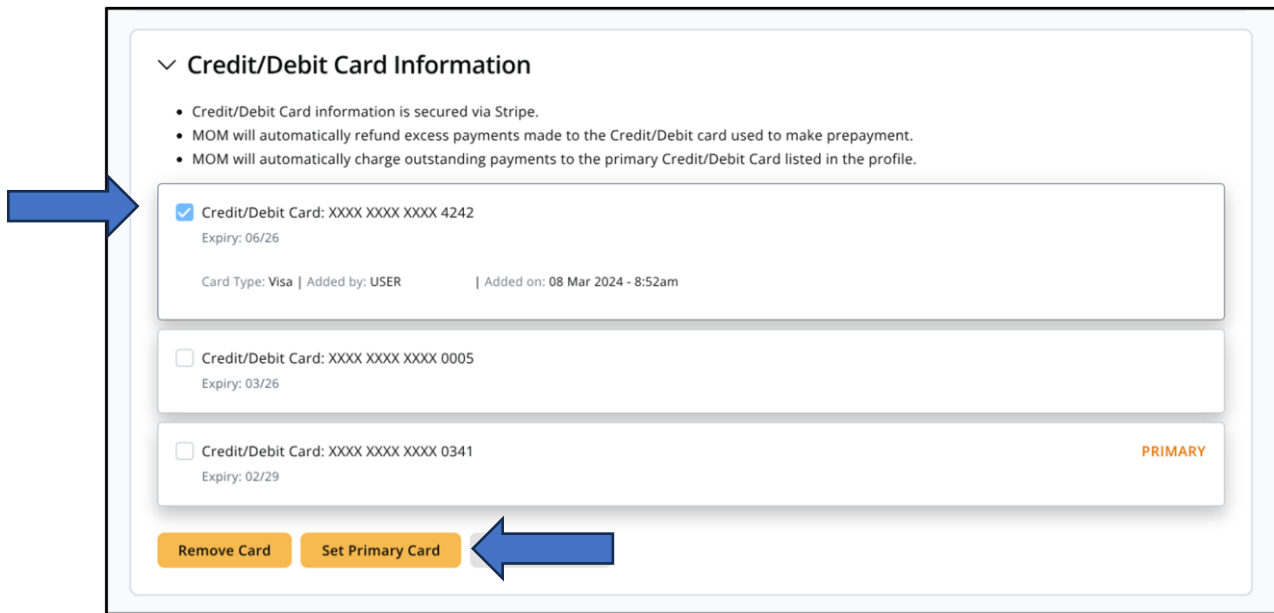 Credit/Debit Card Information
• Credit/Debit Card information is secured via Stripe.
• MOM will automatically refund excess payments made to the Credit/Debit card used to make prepayment.
• MOM will automatically charge outstanding payments to the primary Credit/Debit Card listed in the profile.
Credit/Debit Card: XXXX XXXX XXXX 4242
Expiry: 06/26
Card Type: Visa | Added by: USER | Added on: 08 Mar 2024 - 8:52am
Credit/Debit Card: XXXX XXXX XXXX 0005
Expiry: 03/26
Credit/Debit Card: XXXX XXXX XXXX 0341 PRIMARY
Expiry: 02/29
Remove Card Set Primary Card